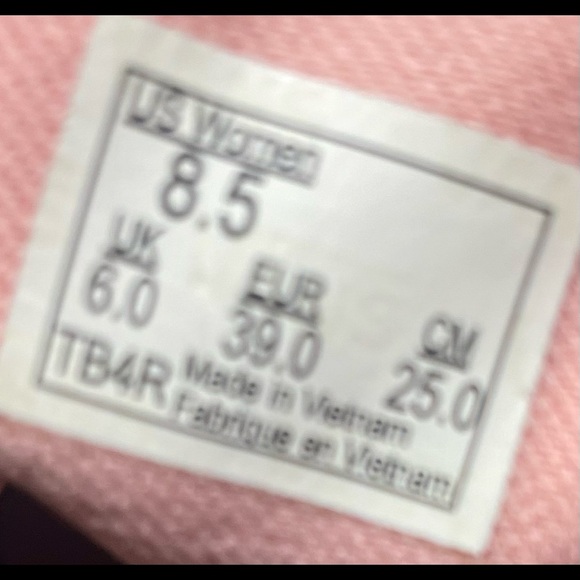 US Women
8.5
UK EUR CM
6.0 39.0 25.0
TB4R Made in Vietnam
Fabrique en Vietnam